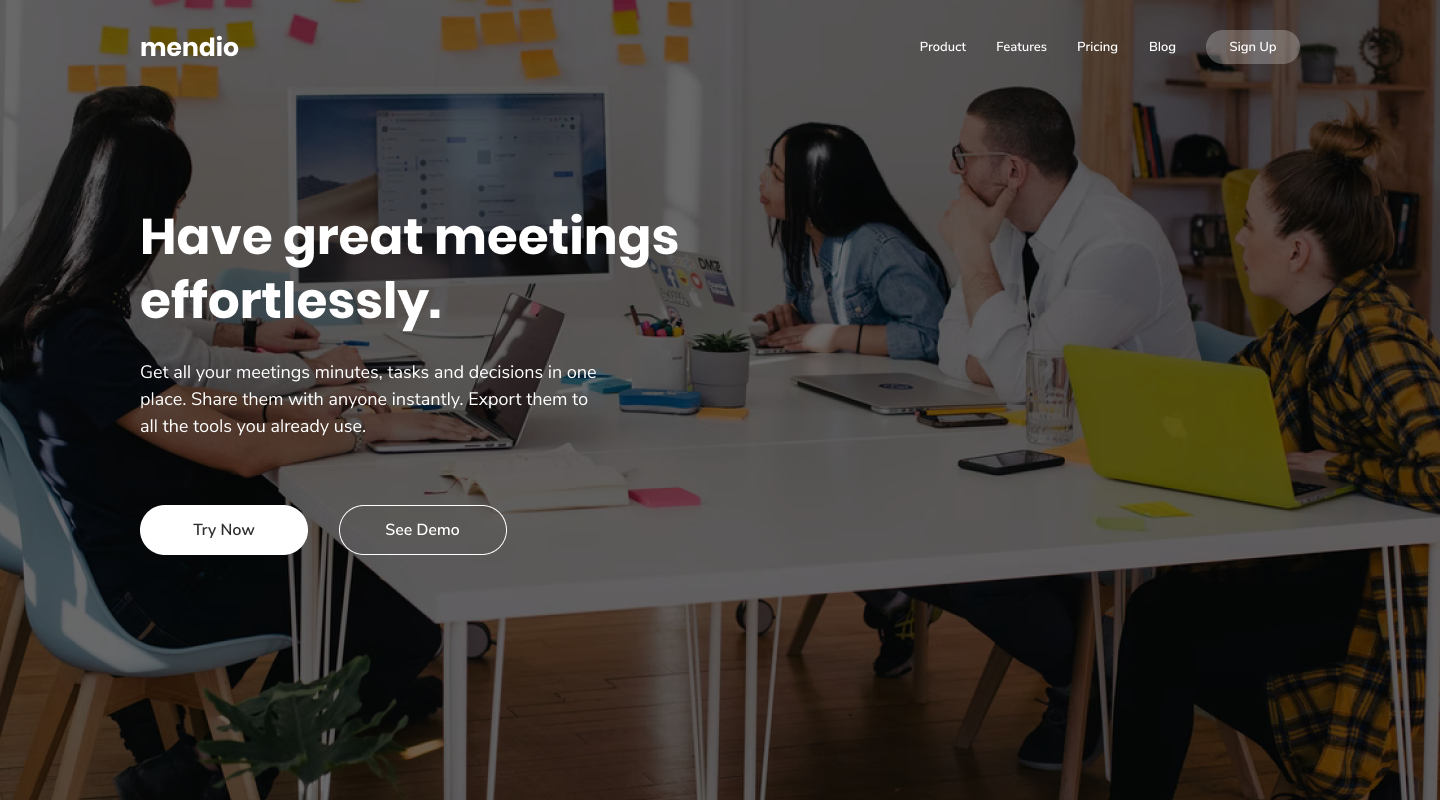 mendio
Product
Features
Pricing
Blog
Sign Up
Have great meetings
effortlessly.
Get all your meetings minutes, tasks and decisions in one
place. Share them with anyone instantly. Export them to
all the tools you already use.
Try Now
See Demo